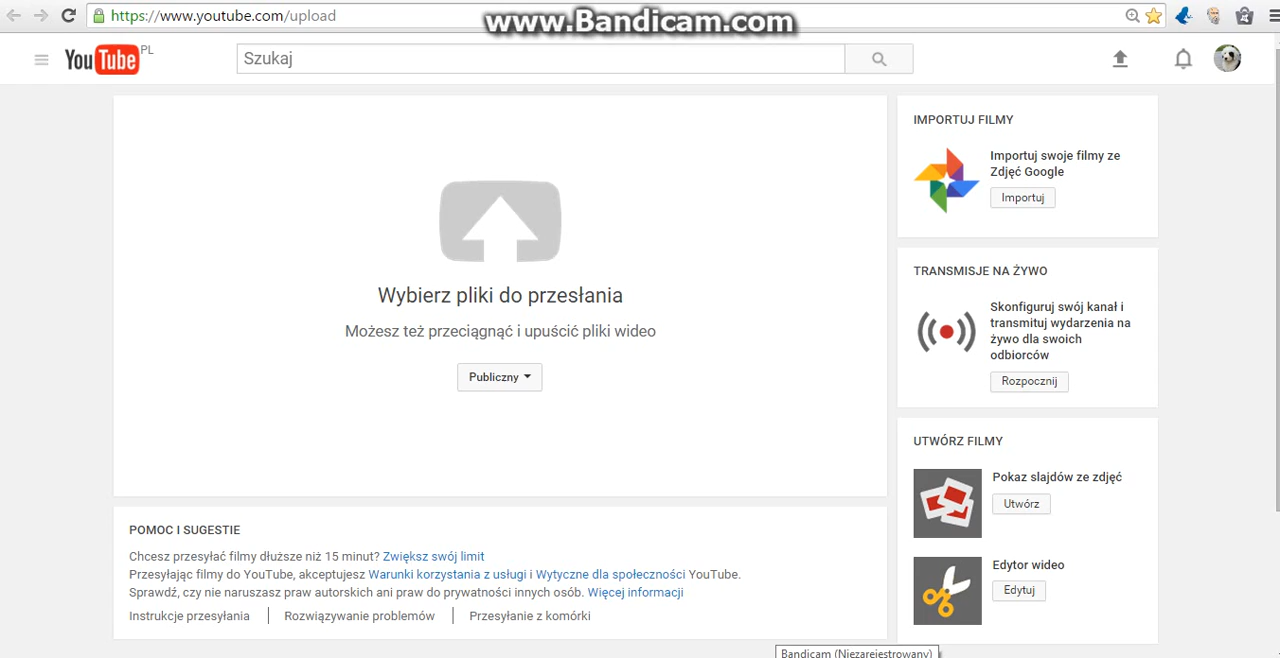 https://www.youtube.com/upload
www.Bandicam.com
YouTube PL
Szukaj
Wybierz pliki do przesłania
Możesz też przeciągnąć i upuścić pliki wideo
Publiczny
POMOC I SUGESTIE
Chcesz przesyłać filmy dłuższe niż 15 minut? Zwiększ swój limit
Przesyłając filmy do YouTube, akceptujesz Warunki korzystania z usługi i Wytyczne dla społeczności YouTube.
Sprawdź, czy nie naruszasz praw autorskich ani praw do prywatności innych osób. Więcej informacji
Instrukcje przesyłania
Rozwiązywanie problemów
Przesyłanie z komórki
IMPORTUJ FILMY
Importuj swoje filmy ze
Zdjęć Google
Importuj
TRANSMISJE NA ŻYWO
Skonfiguruj swój kanał i
transmituj wydarzenia na
żywo dla swoich
odbiorców
Rozpocznij
UTWÓRZ FILMY
Pokaz slajdów ze zdjęć
Utwórz
Edytor wideo
Edytuj
Bandicam (Niezarejestrowany)